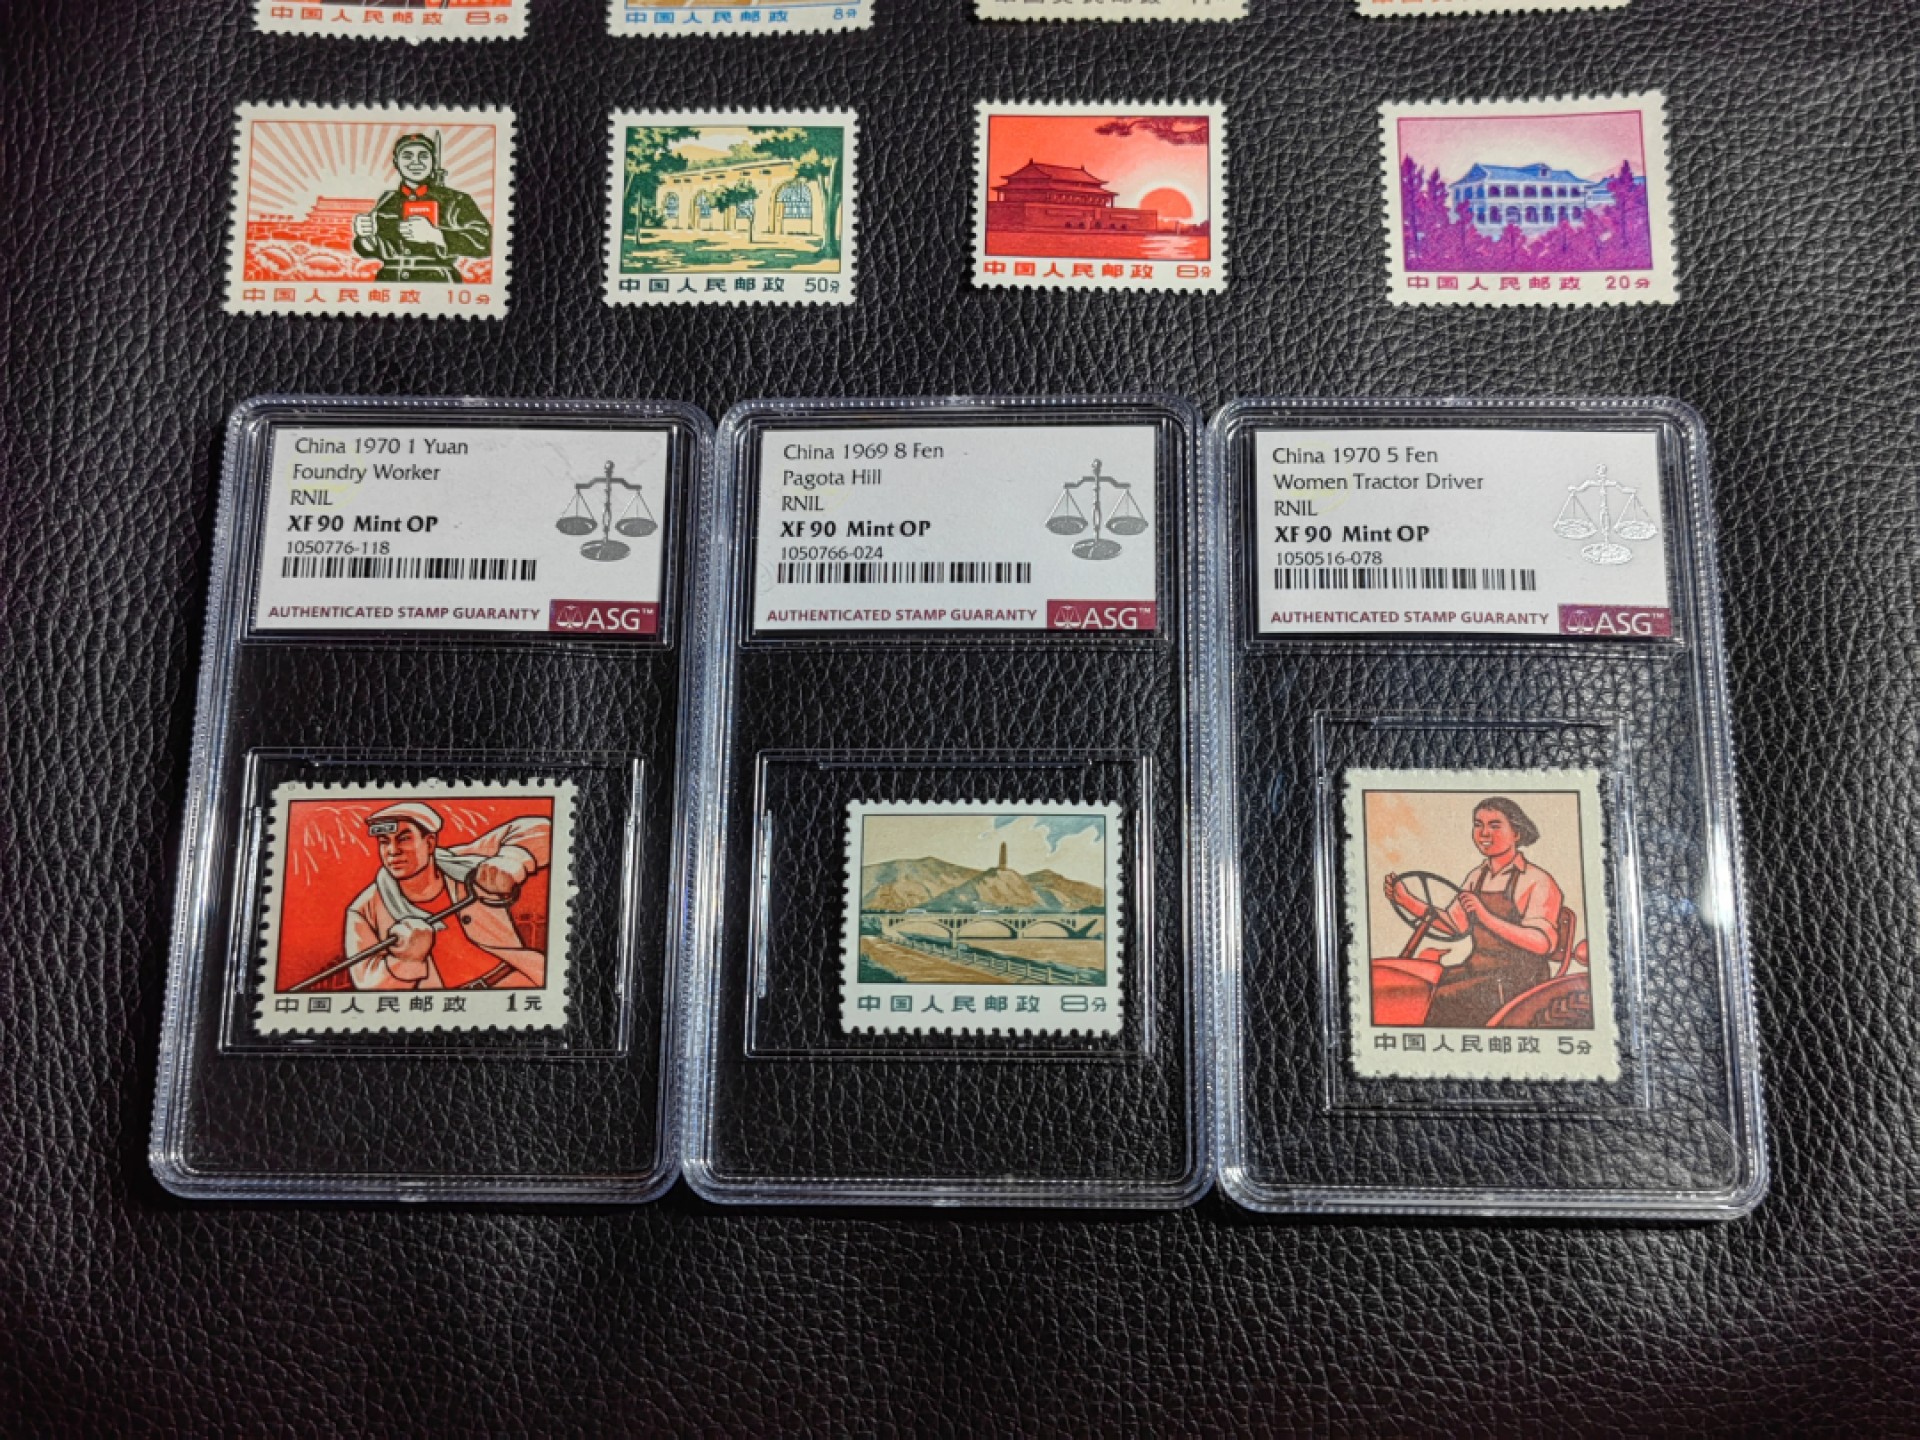 中国人民邮政 8分
中国人民邮政 8分
中国人民邮政 10分
中国人民邮政 50分
中国人民邮政 8分
中国人民邮政 20分
China 1970 1 Yuan
Foundry Worker
RNIL
XF 90 Mint OP
1050776-118
AUTHENTICATED STAMP GUARANTY ASG™
中国人民邮政 1元
China 1969 8 Fen
Pagota Hill
RNIL
XF 90 Mint OP
1050766-024
AUTHENTICATED STAMP GUARANTY ASG™
中国人民邮政 8分
China 1970 5 Fen
Women Tractor Driver
RNIL
XF 90 Mint OP
1050516-078
AUTHENTICATED STAMP GUARANTY ASG™
中国人民邮政 5分